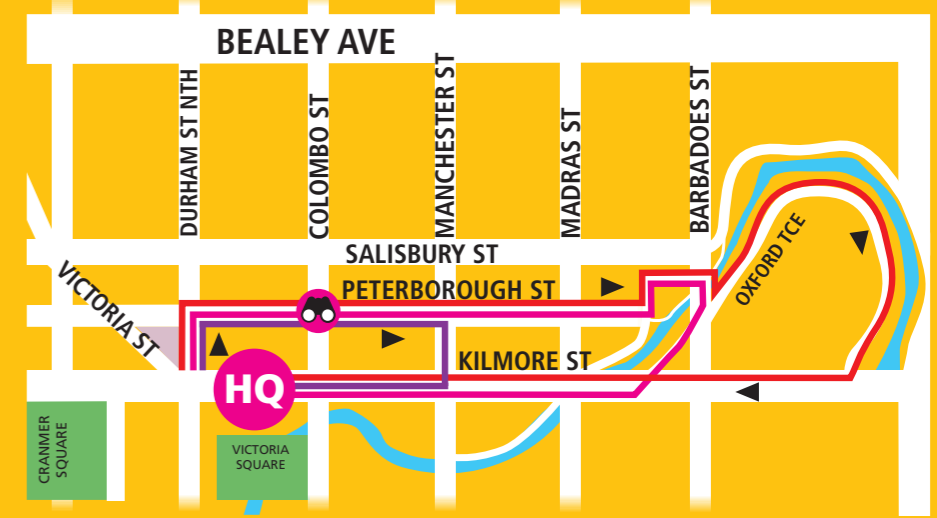 BEALEY AVE
DURHAM ST NTH
COLOMBO ST
MANCHESTER ST
MADRAS ST
BARBADOES ST
SALISBURY ST
OXFORD TCE
VICTORIA ST
PETERBOROUGH ST
KILMORE ST
HQ
CRANMER
SQUARE
VICTORIA
SQUARE